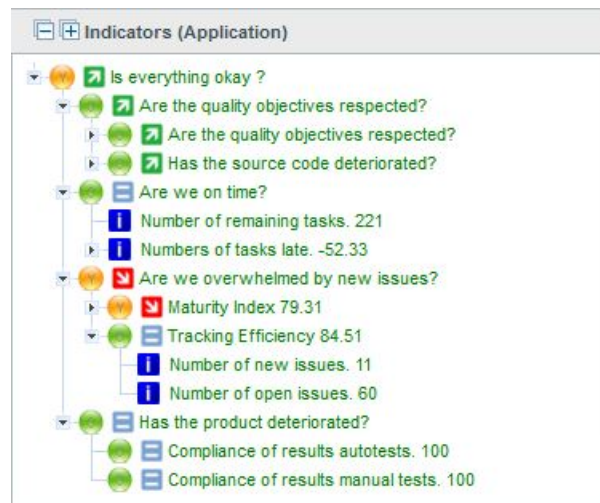 Indicators (Application)
Is everything okay ?
Are the quality objectives respected?
Are the quality objectives respected?
Has the source code deteriorated?
Are we on time?
Number of remaining tasks. 221
Numbers of tasks late. -52.33
Are we overwhelmed by new issues?
Maturity Index 79.31
Tracking Efficiency 84.51
Number of new issues. 11
Number of open issues. 60
Has the product deteriorated?
Compliance of results autotests. 100
Compliance of results manual tests. 100